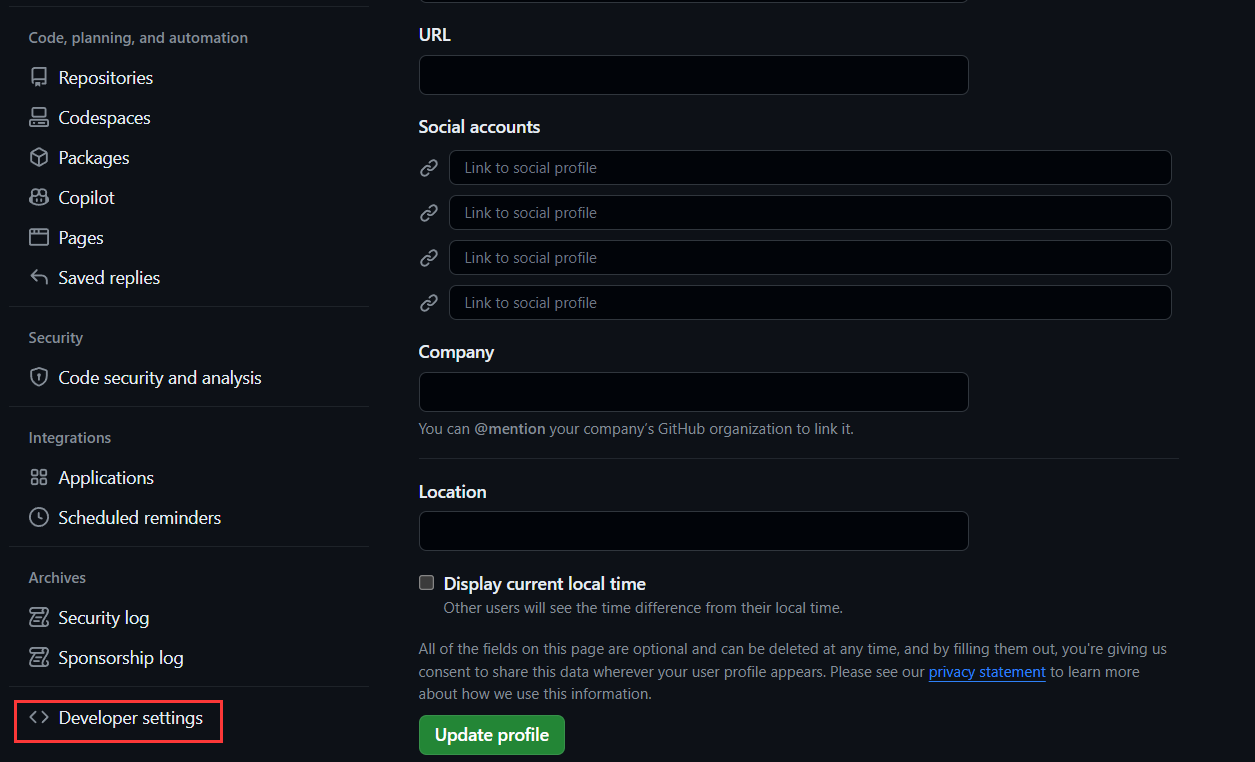 Code, planning, and automation
Repositories
Codespaces
Packages
Copilot
Pages
Saved replies
Security
Code security and analysis
Integrations
Applications
Scheduled reminders
Archives
Security log
Sponsorship log
Developer settings
URL
Social accounts
Link to social profile
Link to social profile
Link to social profile
Link to social profile
Company
You can @mention your company's GitHub organization to link it.
Location
Display current local time
Other users will see the time difference from their local time.
All of the fields on this page are optional and can be deleted at any time, and by filling them out, you're giving us
consent to share this data wherever your user profile appears. Please see our privacy statement to learn more
about how we use this information.
Update profile